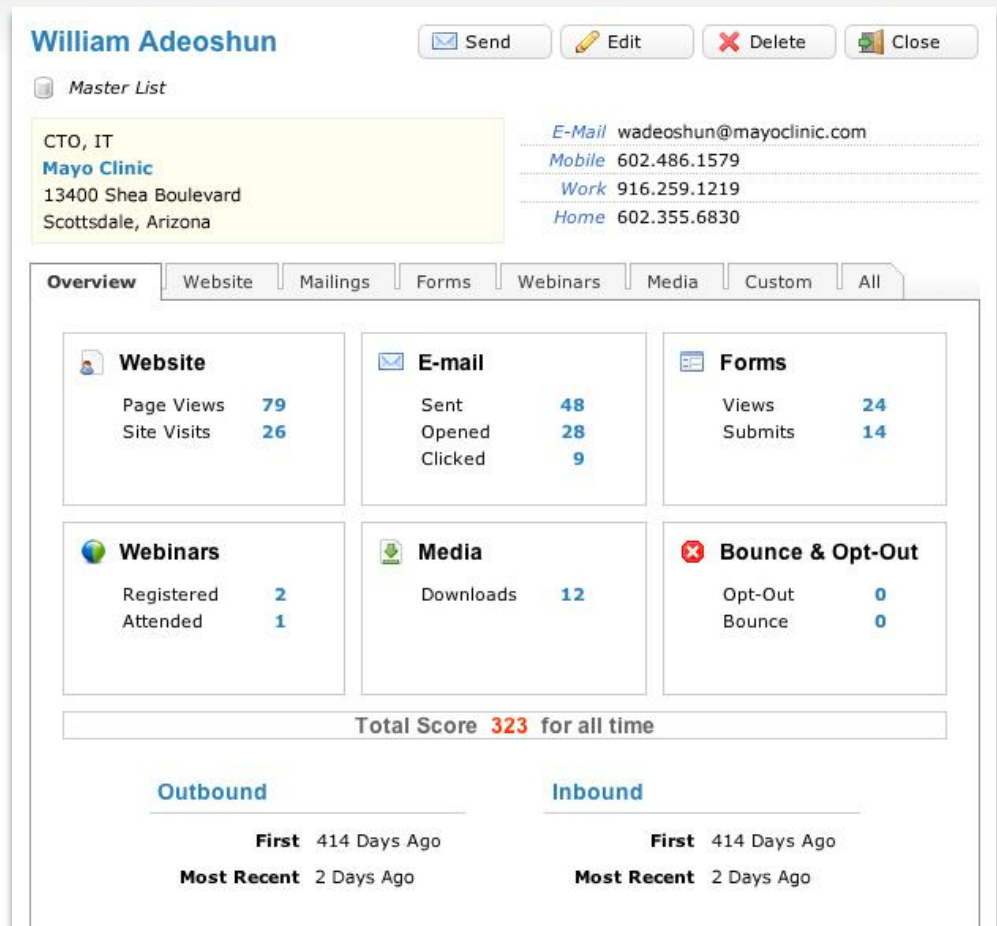 William Adeoshun
Send Edit Delete Close
Master List
CTO, IT
Mayo Clinic
13400 Shea Boulevard
Scottsdale, Arizona
E-Mail wadeoshun@mayoclinic.com
Mobile 602.486.1579
Work 916.259.1219
Home 602.355.6830
Overview Website Mailings Forms Webinars Media Custom All
Website
Page Views 79
Site Visits 26
E-mail
Sent 48
Opened 28
Clicked 9
Forms
Views 24
Submits 14
Webinars
Registered 2
Attended 1
Media
Downloads 12
Bounce & Opt-Out
Opt-Out 0
Bounce 0
Total Score 323 for all time
Outbound
First 414 Days Ago
Most Recent 2 Days Ago
Inbound
First 414 Days Ago
Most Recent 2 Days Ago